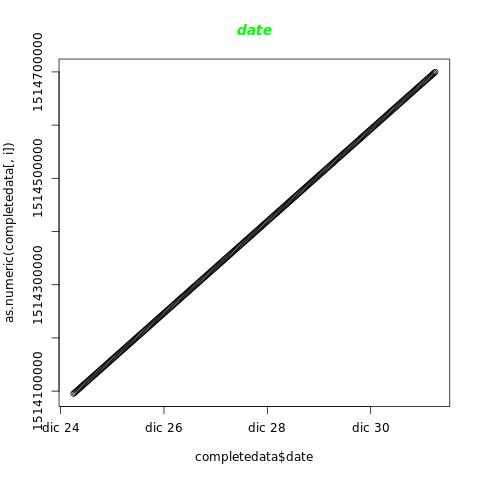 date
as.numeric(completedata[, i])
1514700000
1514500000
1514300000
1514100000
dic 24 dic 26 dic 28 dic 30
completedata$date